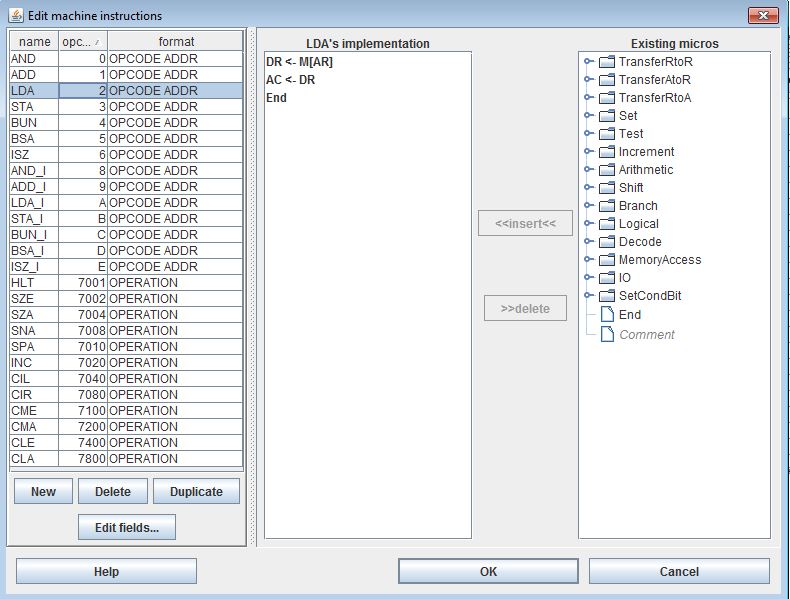 Edit machine instructions
name opc... format
AND 0 OPCODE ADDR
ADD 1 OPCODE ADDR
LDA 2 OPCODE ADDR
STA 3 OPCODE ADDR
BUN 4 OPCODE ADDR
BSA 5 OPCODE ADDR
ISZ 6 OPCODE ADDR
AND_I 8 OPCODE ADDR
ADD_I 9 OPCODE ADDR
LDA_I A OPCODE ADDR
STA_I B OPCODE ADDR
BUN_I C OPCODE ADDR
BSA_I D OPCODE ADDR
ISZ_I E OPCODE ADDR
HLT 7001 OPERATION
SZE 7002 OPERATION
SZA 7004 OPERATION
SNA 7008 OPERATION
SPA 7010 OPERATION
INC 7020 OPERATION
CIL 7040 OPERATION
CIR 7080 OPERATION
CME 7100 OPERATION
CMA 7200 OPERATION
CLE 7400 OPERATION
CLA 7800 OPERATION
New Delete Duplicate
Edit fields...
LDA's implementation
DR <- M[AR]
AC <- DR
End
<<insert<<
>>delete
Existing micros
TransferRtoR
TransferAtoR
TransferRtoA
Set
Test
Increment
Arithmetic
Shift
Branch
Logical
Decode
MemoryAccess
IO
SetCondBit
End
Comment
Help OK Cancel